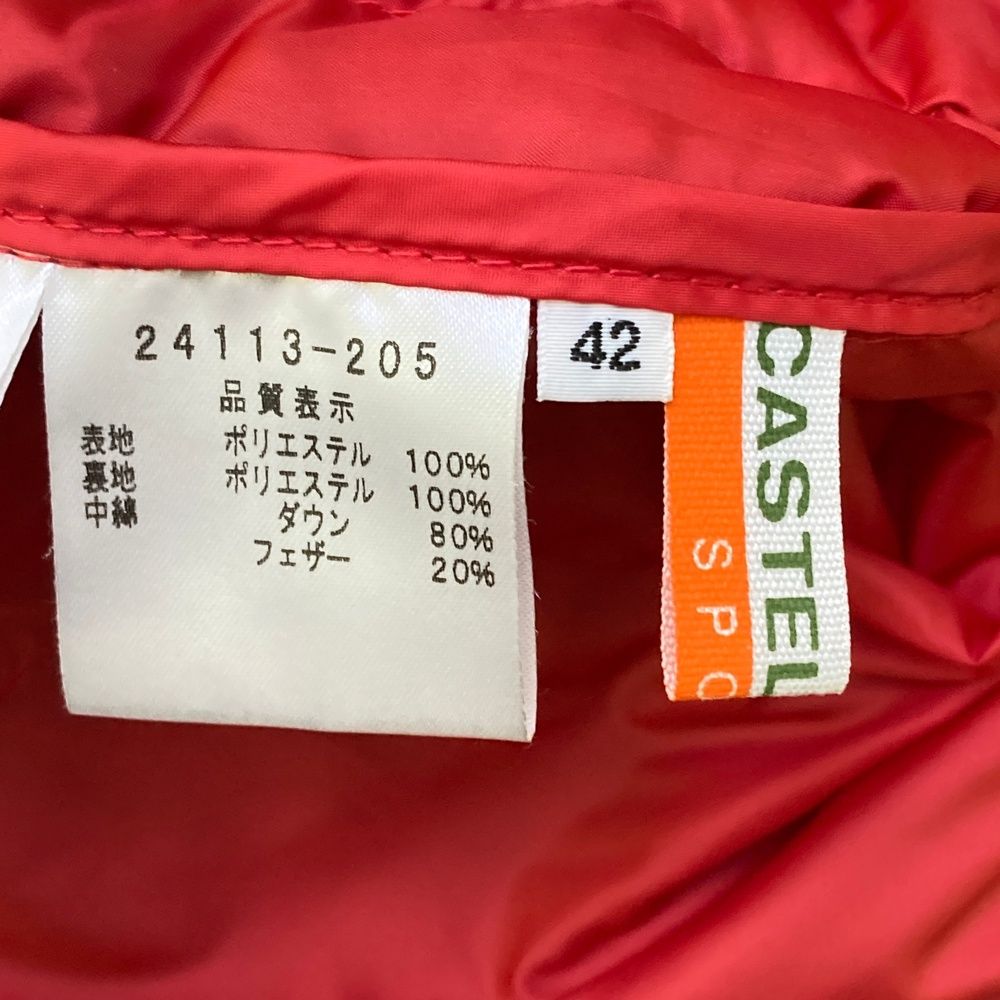 24113-205
品質表示
表地 ポリエステル 100%
裏地 ポリエステル 100%
中綿 ダウン 80%
フェザー 20%
42
CASTEL
SPO